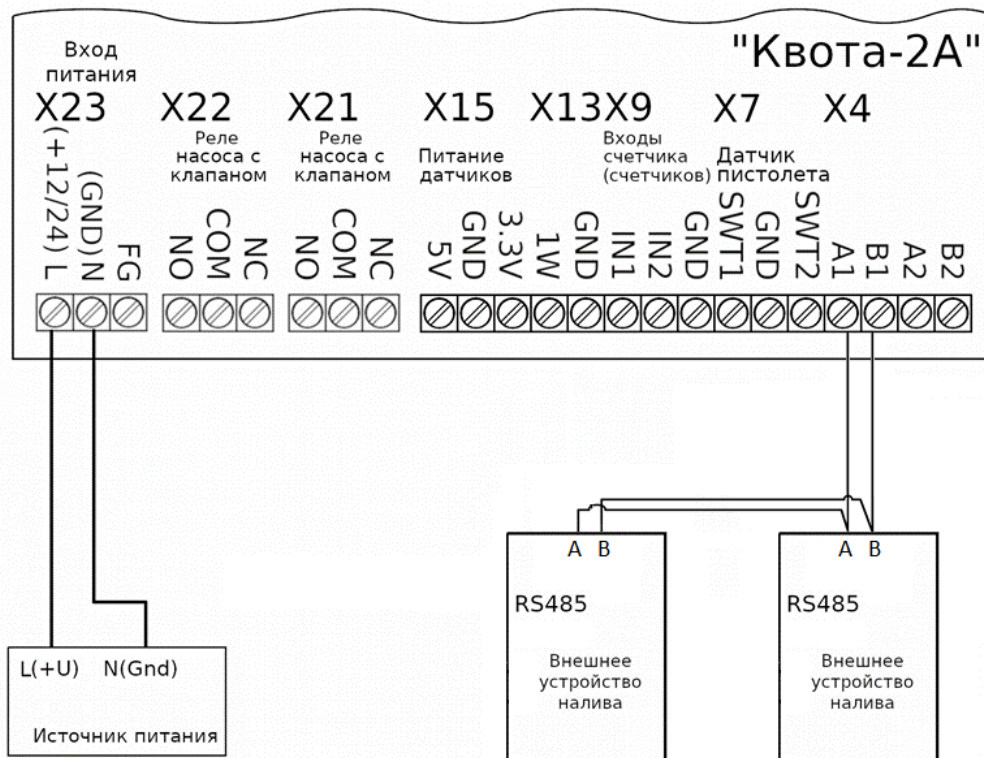 "Квота-2А"
Вход
питания
X23
X22
X21
X15
X13
X9
X7
X4
Реле
насоса с
клапаном
Реле
насоса с
клапаном
Питание
датчиков
Входы
счетчика
(счетчиков)
Датчик
пистолета
(+12/24) L
(GND) N
FG
NO
COM
NC
NO
COM
NC
5V
GND
3.3V
1W
GND
IN1
IN2
GND
SWT1
GND
SWT2
A1
B1
A2
B2
A B
A B
RS485
RS485
Внешнее
устройство
налива
Внешнее
устройство
налива
L(+U) N(Gnd)
Источник питания